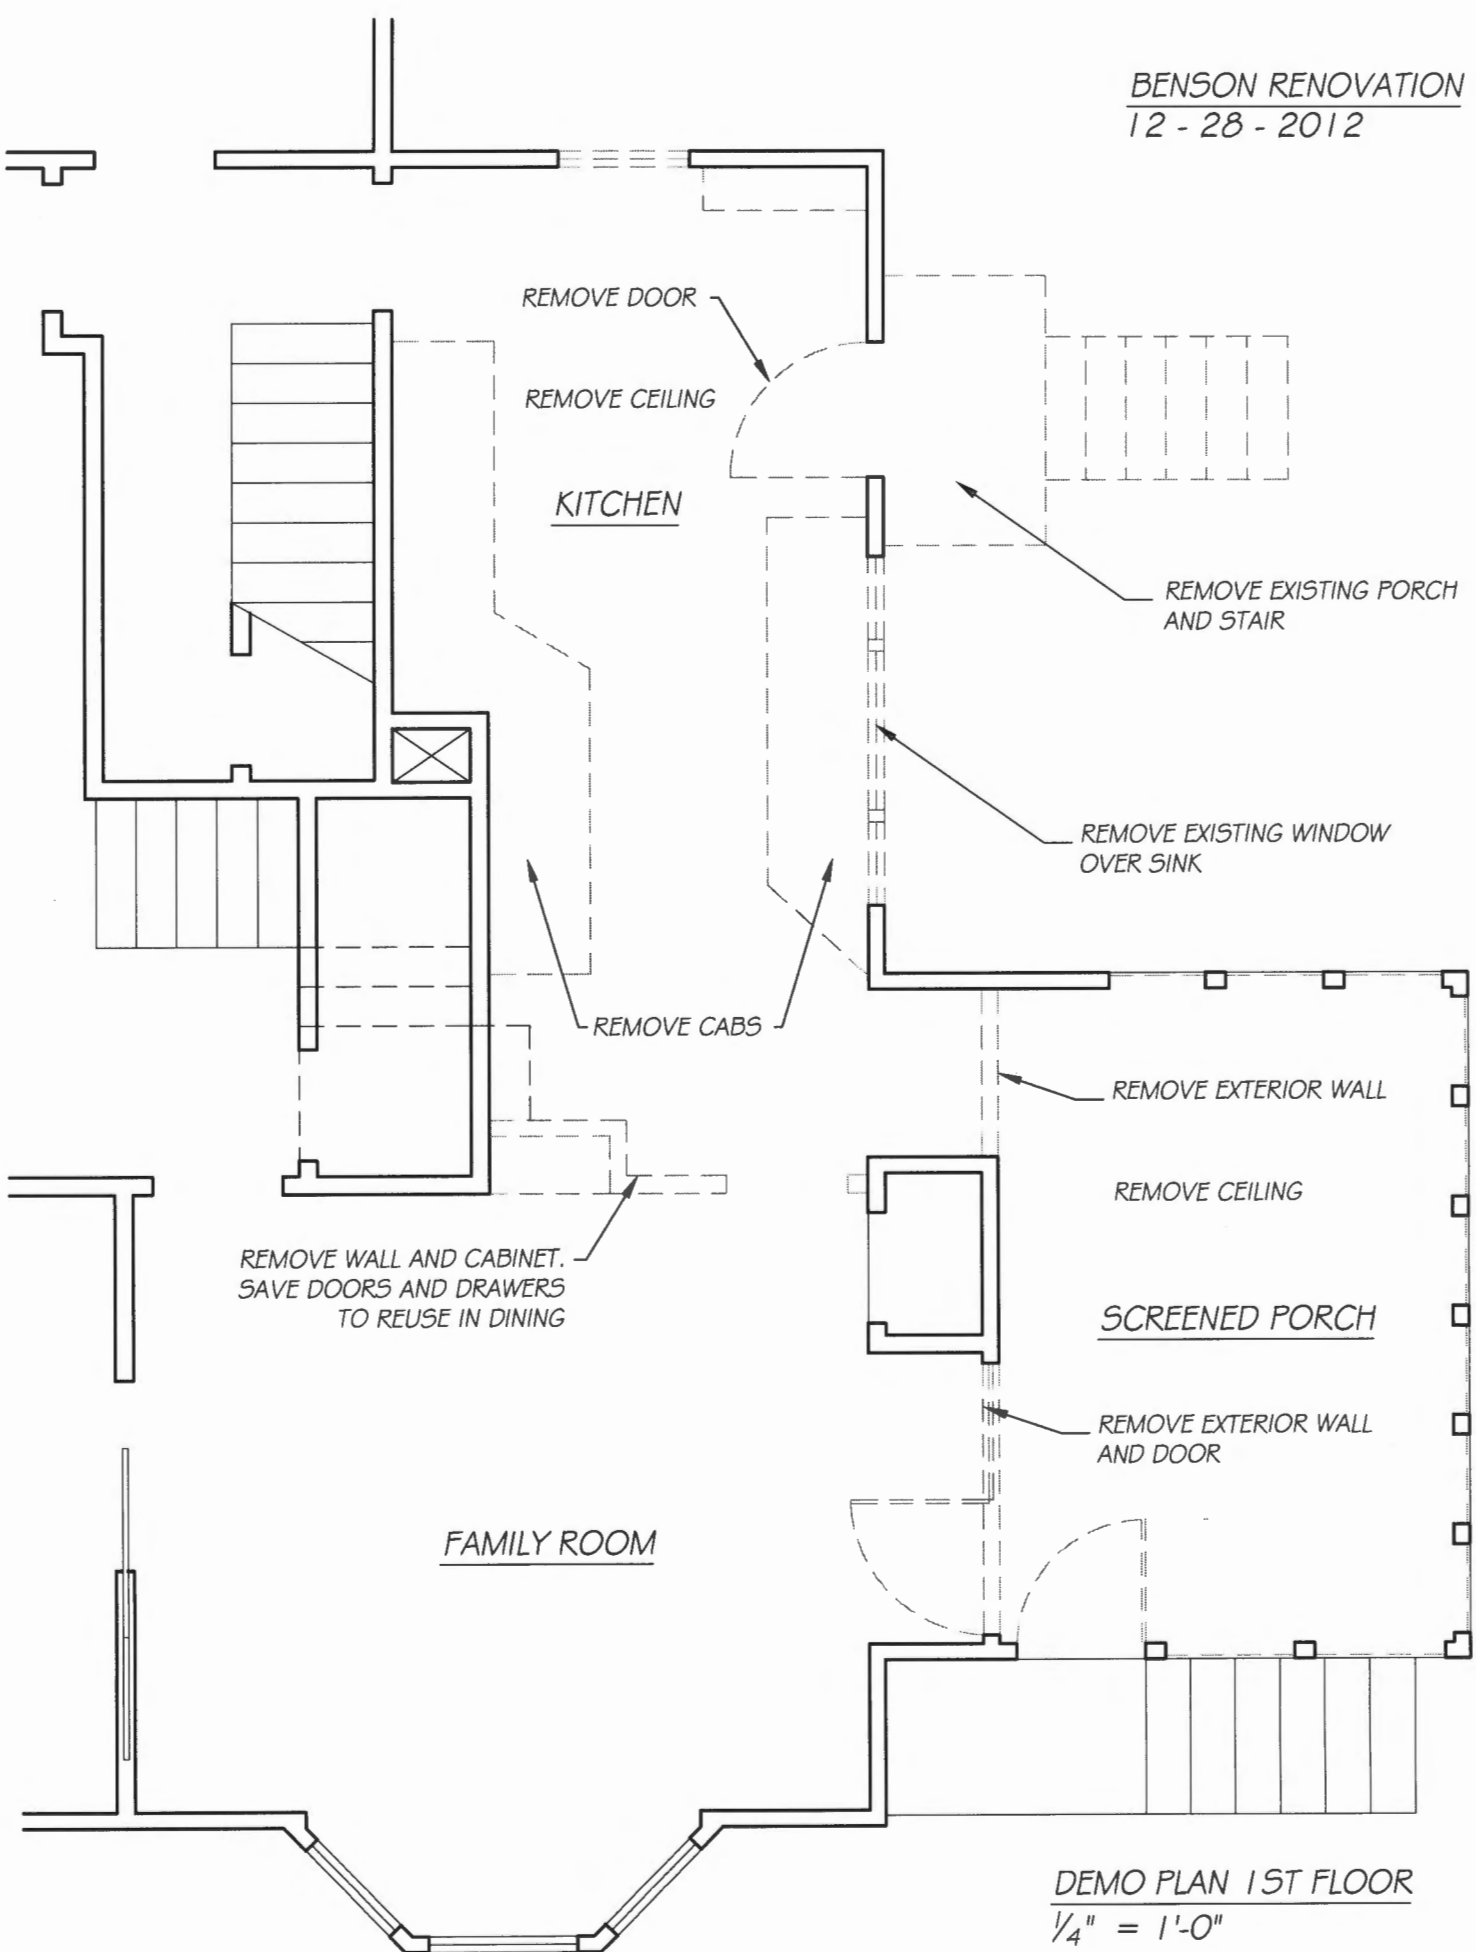 BENSON RENOVATION
12 - 28 - 2012
REMOVE DOOR
REMOVE CEILING
KITCHEN
REMOVE EXISTING PORCH
AND STAIR
REMOVE EXISTING WINDOW
OVER SINK
REMOVE CABS
REMOVE EXTERIOR WALL
REMOVE CEILING
REMOVE WALL AND CABINET.
SAVE DOORS AND DRAWERS
TO REUSE IN DINING
SCREENED PORCH
REMOVE EXTERIOR WALL
AND DOOR
FAMILY ROOM
DEMO PLAN 1ST FLOOR
1/4" = 1'-0"